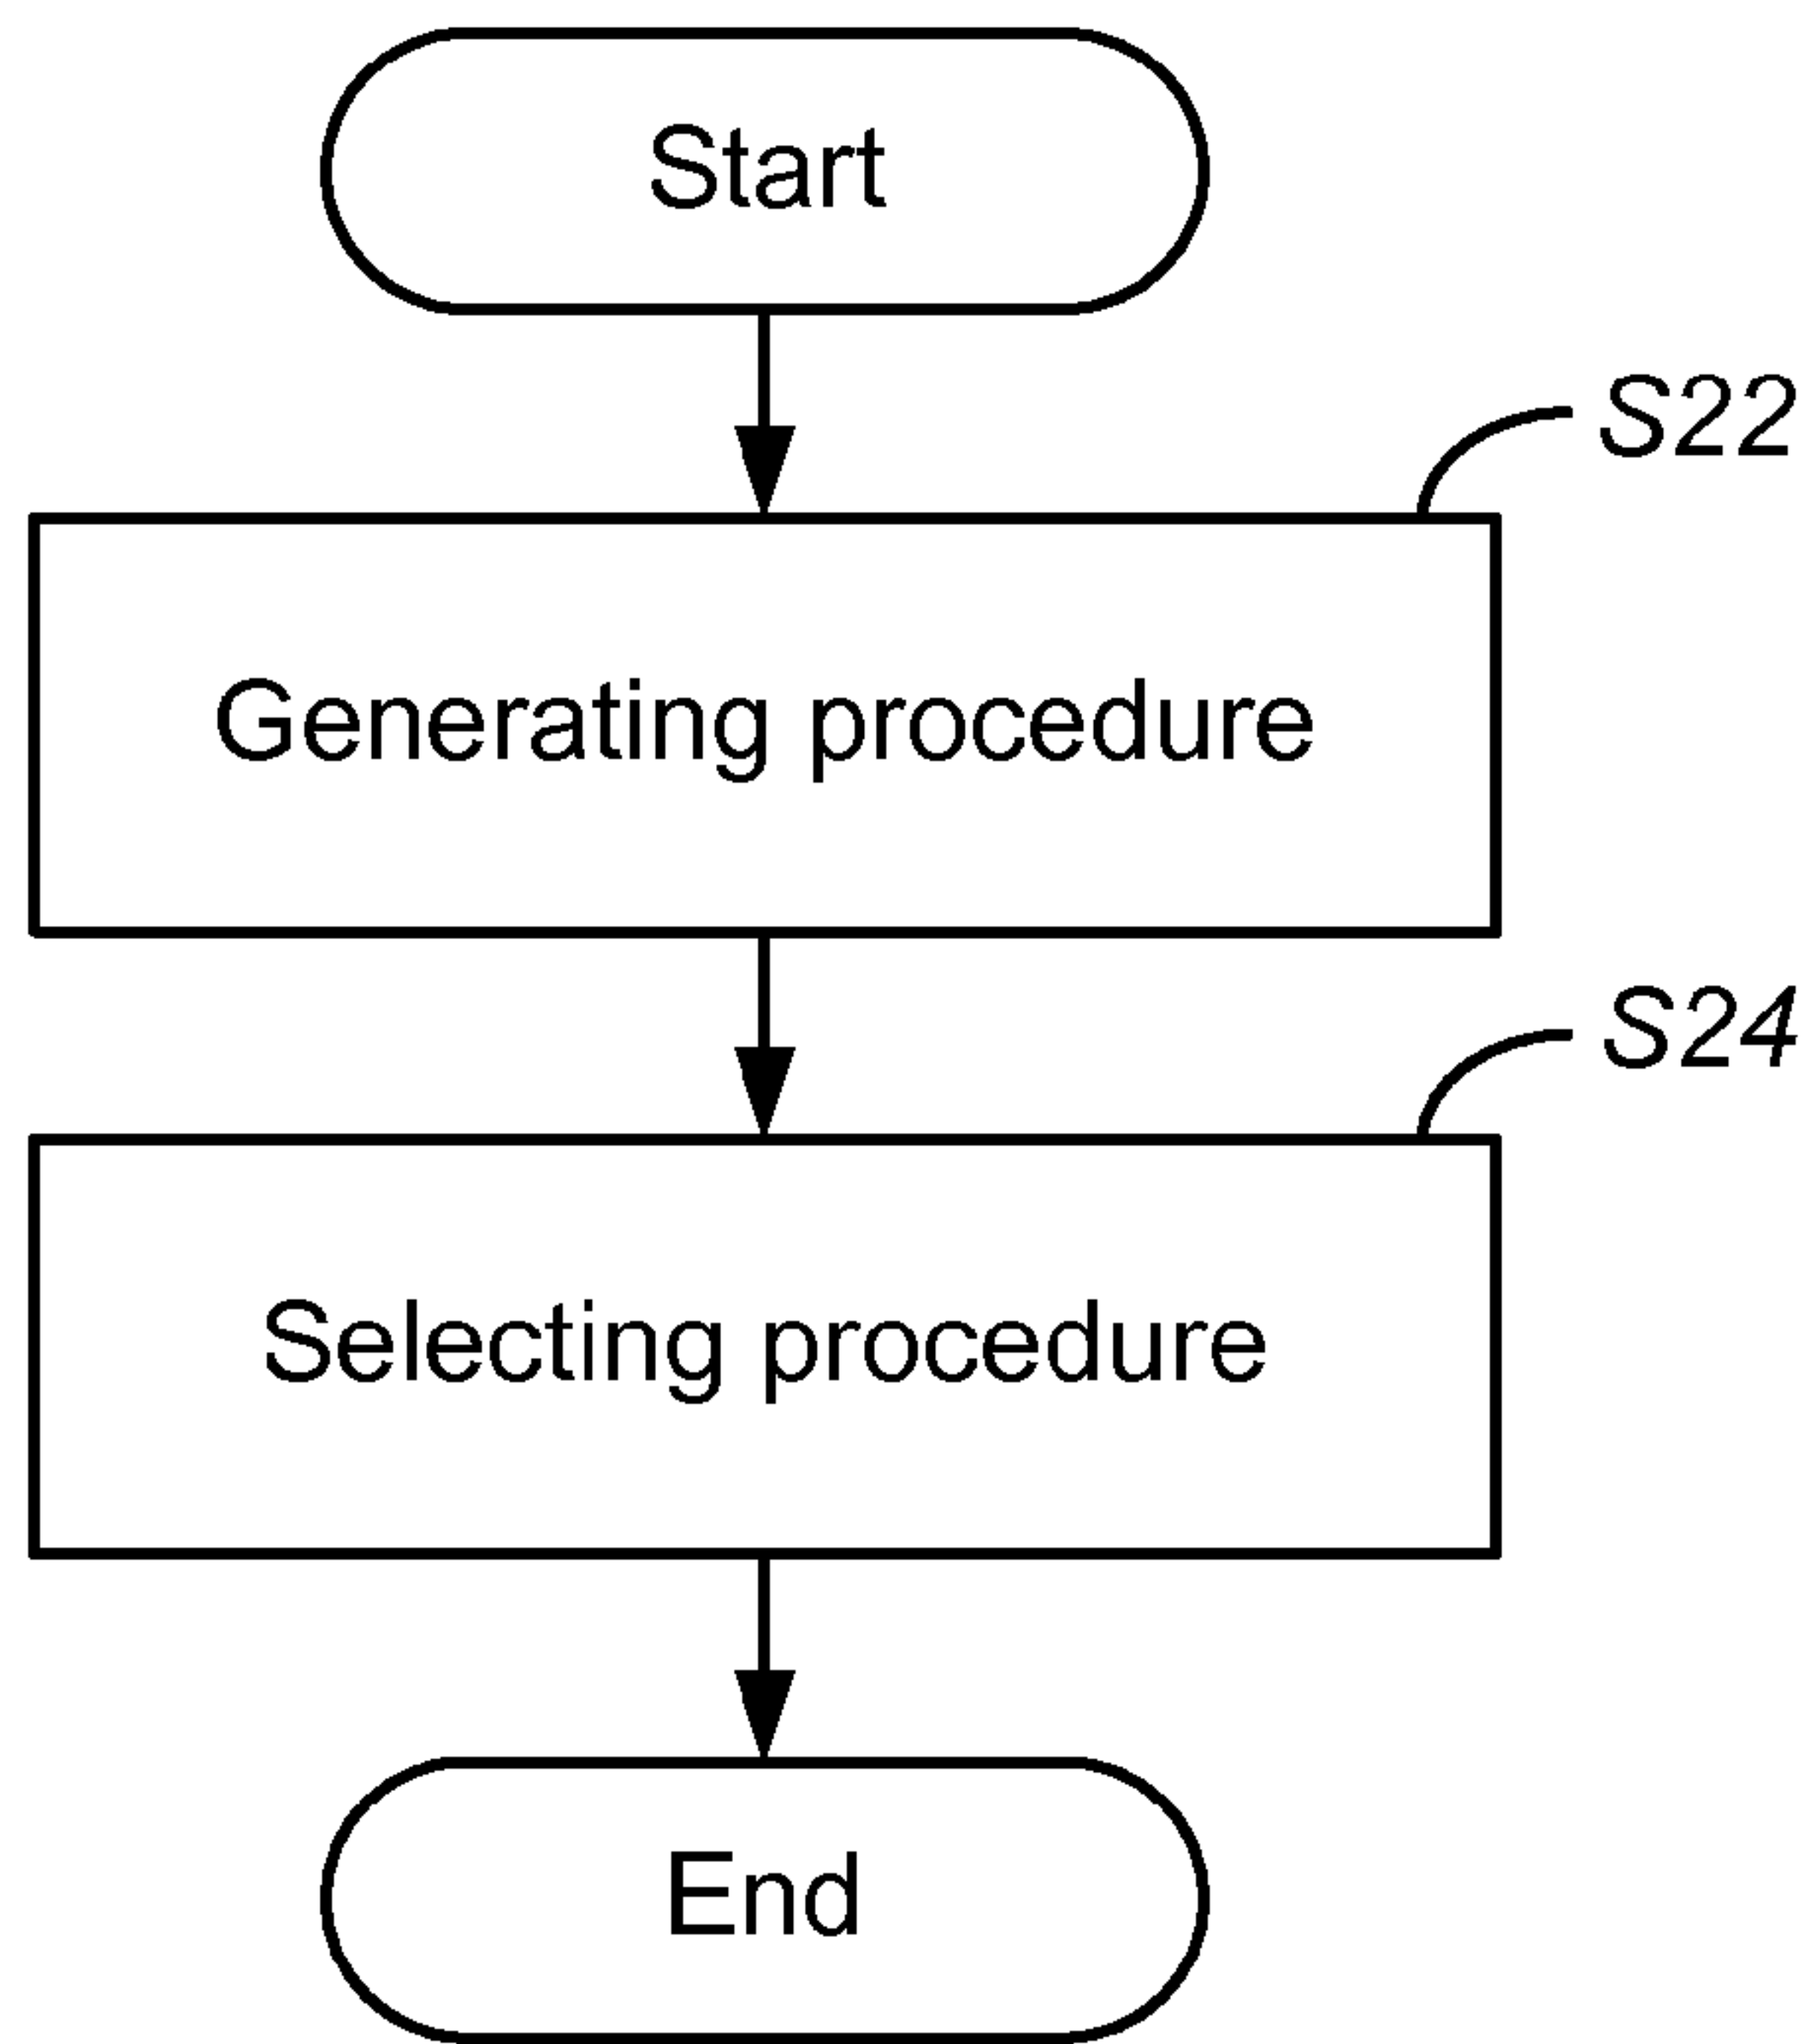 Start
S22
Generating procedure
S24
Selecting procedure
End